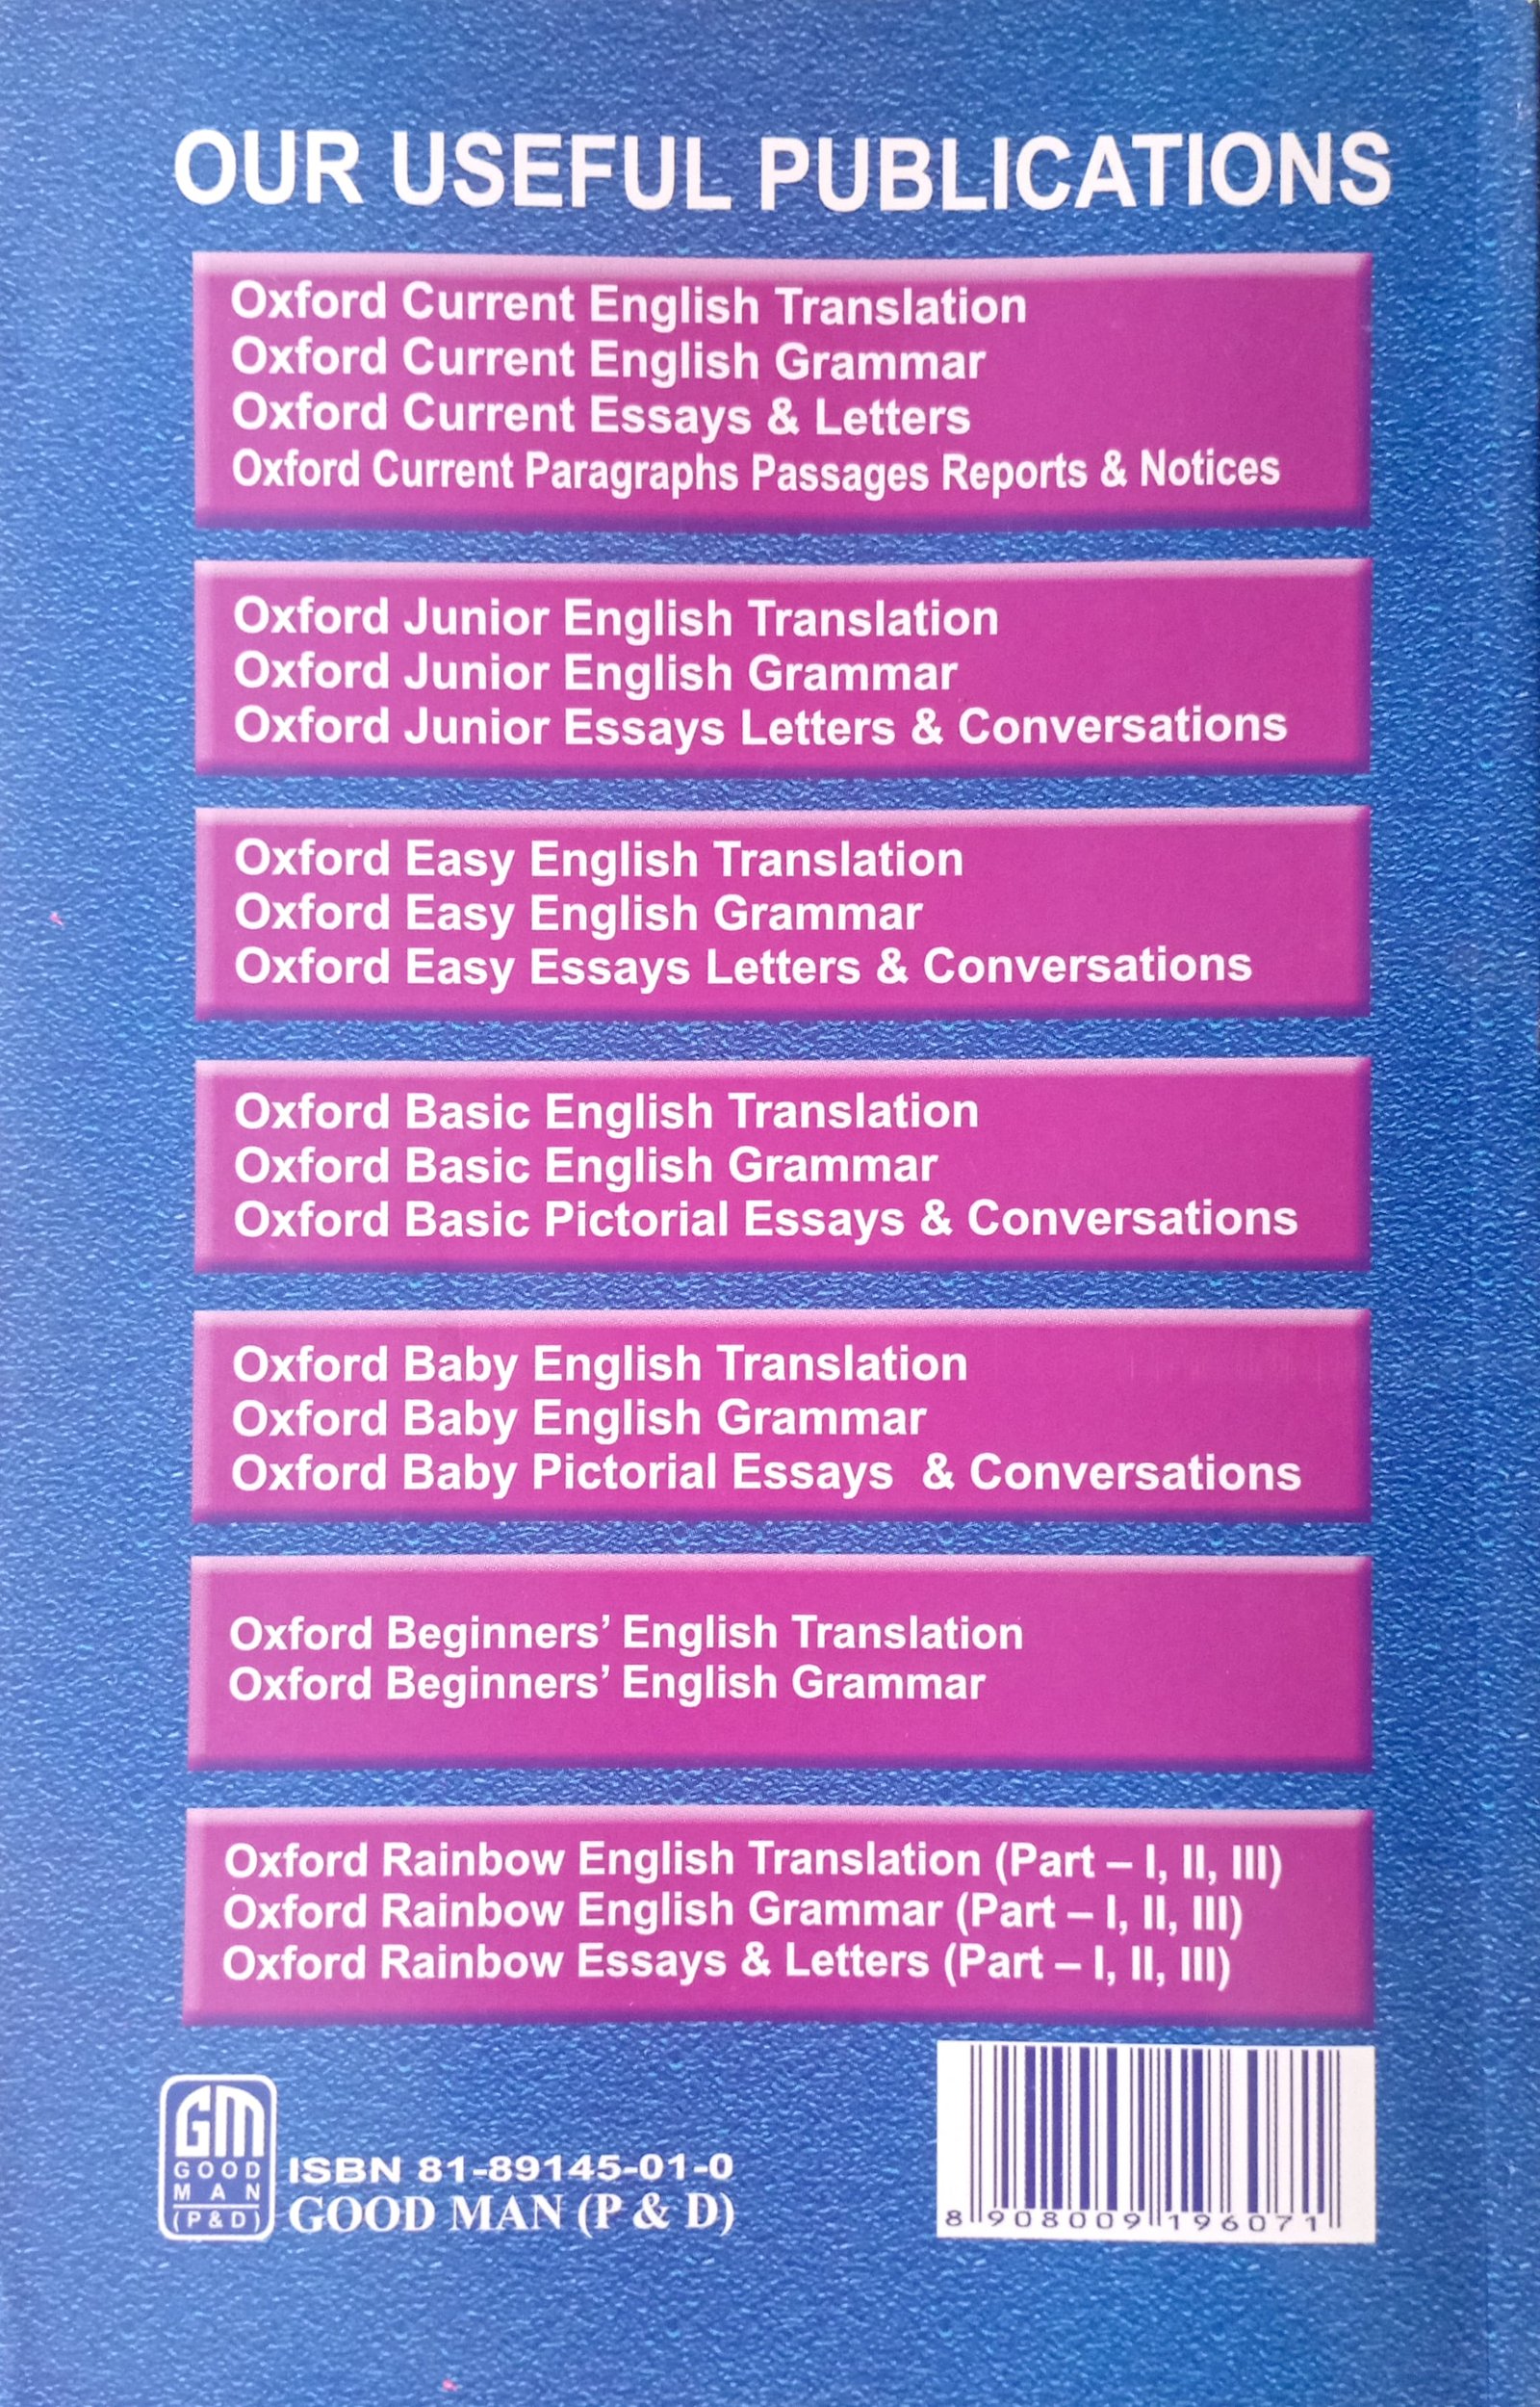 OUR USEFUL PUBLICATIONS
Oxford Current English Translation
Oxford Current English Grammar
Oxford Current Essays & Letters
Oxford Current Paragraphs Passages Reports & Notices
Oxford Junior English Translation
Oxford Junior English Grammar
Oxford Junior Essays Letters & Conversations
Oxford Easy English Translation
Oxford Easy English Grammar
Oxford Easy Essays Letters & Conversations
Oxford Basic English Translation
Oxford Basic English Grammar
Oxford Basic Pictorial Essays & Conversations
Oxford Baby English Translation
Oxford Baby English Grammar
Oxford Baby Pictorial Essays & Conversations
Oxford Beginners’ English Translation
Oxford Beginners’ English Grammar
Oxford Rainbow English Translation (Part – I, II, III)
Oxford Rainbow English Grammar (Part – I, II, III)
Oxford Rainbow Essays & Letters (Part – I, II, III)
GM
GOOD
MAN
(P & D)
ISBN 81-89145-01-0
GOOD MAN (P & D)
8 908009 196071